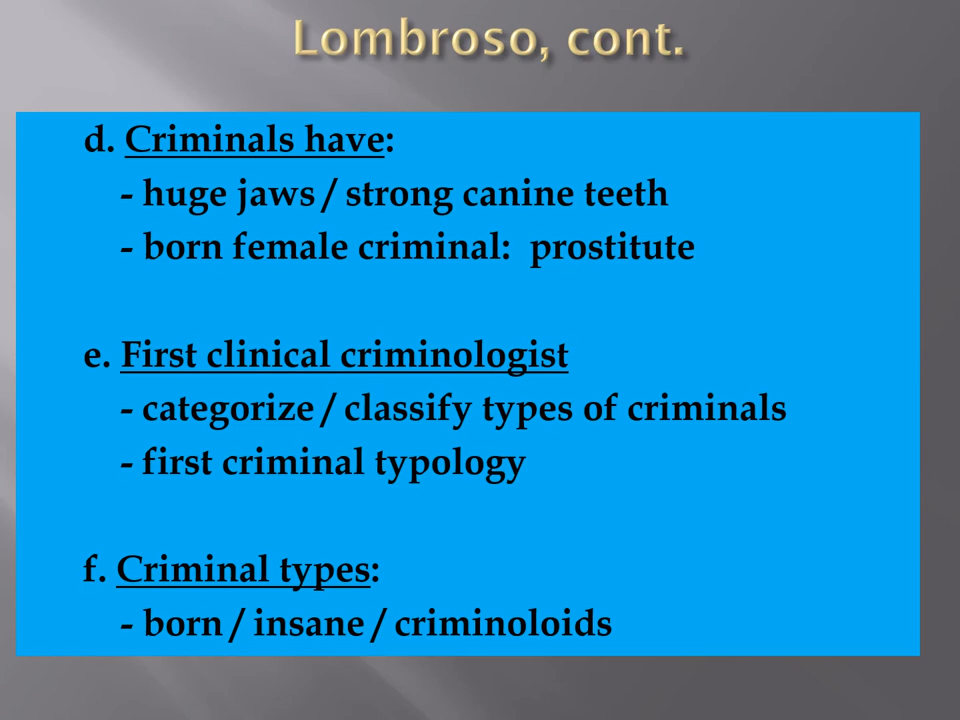 Lombroso, cont.
d. Criminals have:
- huge jaws / strong canine teeth
- born female criminal: prostitute
e. First clinical criminologist
- categorize / classify types of criminals
- first criminal typology
f. Criminal types:
- born / insane / criminoloids